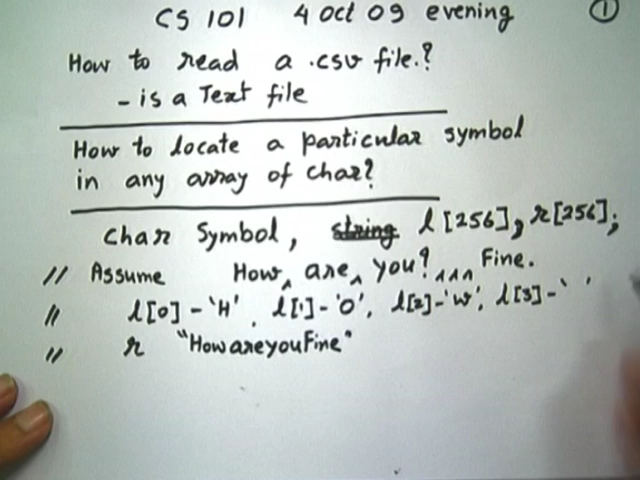 CS 101 4 Oct 09 evening ①
How to read a .csv file.?
- is a Text file
How to locate a particular symbol
in any array of char?
char Symbol, string l[256], r[256];
// Assume How^are^you?^^^Fine.
// l[0]-'H', l[1]-'O', l[2]-'W', l[3]-' '
// r "HowareyouFine"